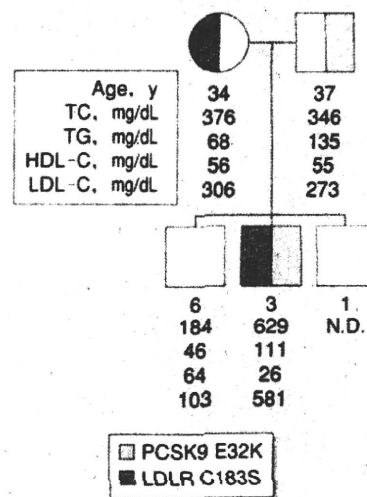 Age, y 34 37
TC, mg/dL 376 346
TG, mg/dL 68 135
HDL-C, mg/dL 56 55
LDL-C, mg/dL 306 273
6 3 1
184 629 N.D.
46 111
64 26
103 581
PCSK9 E32K
LDLR C183S